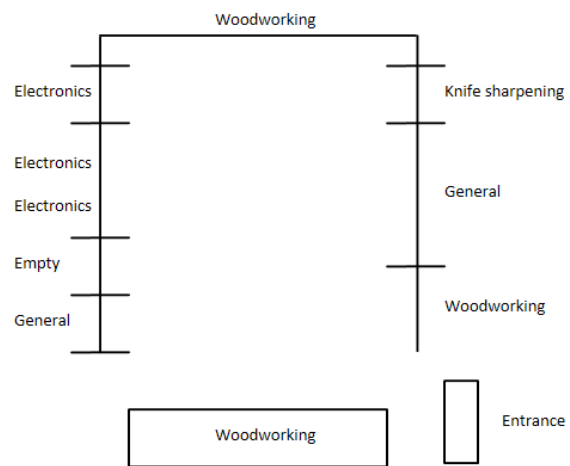 Woodworking
Electronics
Knife sharpening
Electronics
General
Electronics
Empty
General
Woodworking
Woodworking
Entrance